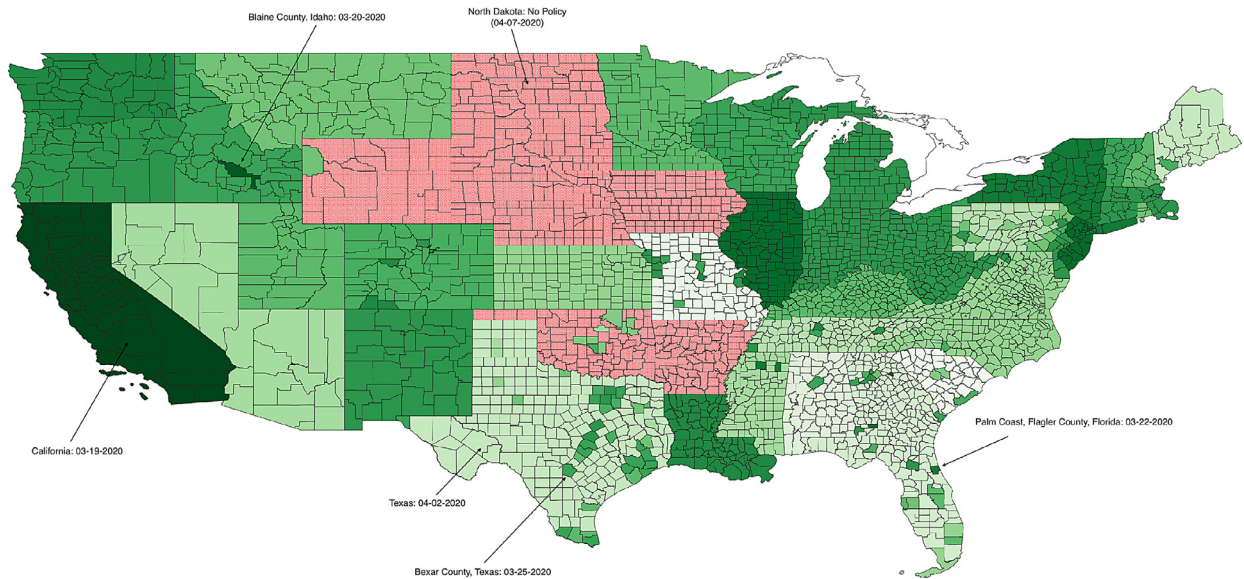 Blaine County, Idaho: 03-20-2020
North Dakota: No Policy
(04-07-2020)
California: 03-19-2020
Texas: 04-02-2020
Bexar County, Texas: 03-25-2020
Palm Coast, Flagler County, Florida: 03-22-2020